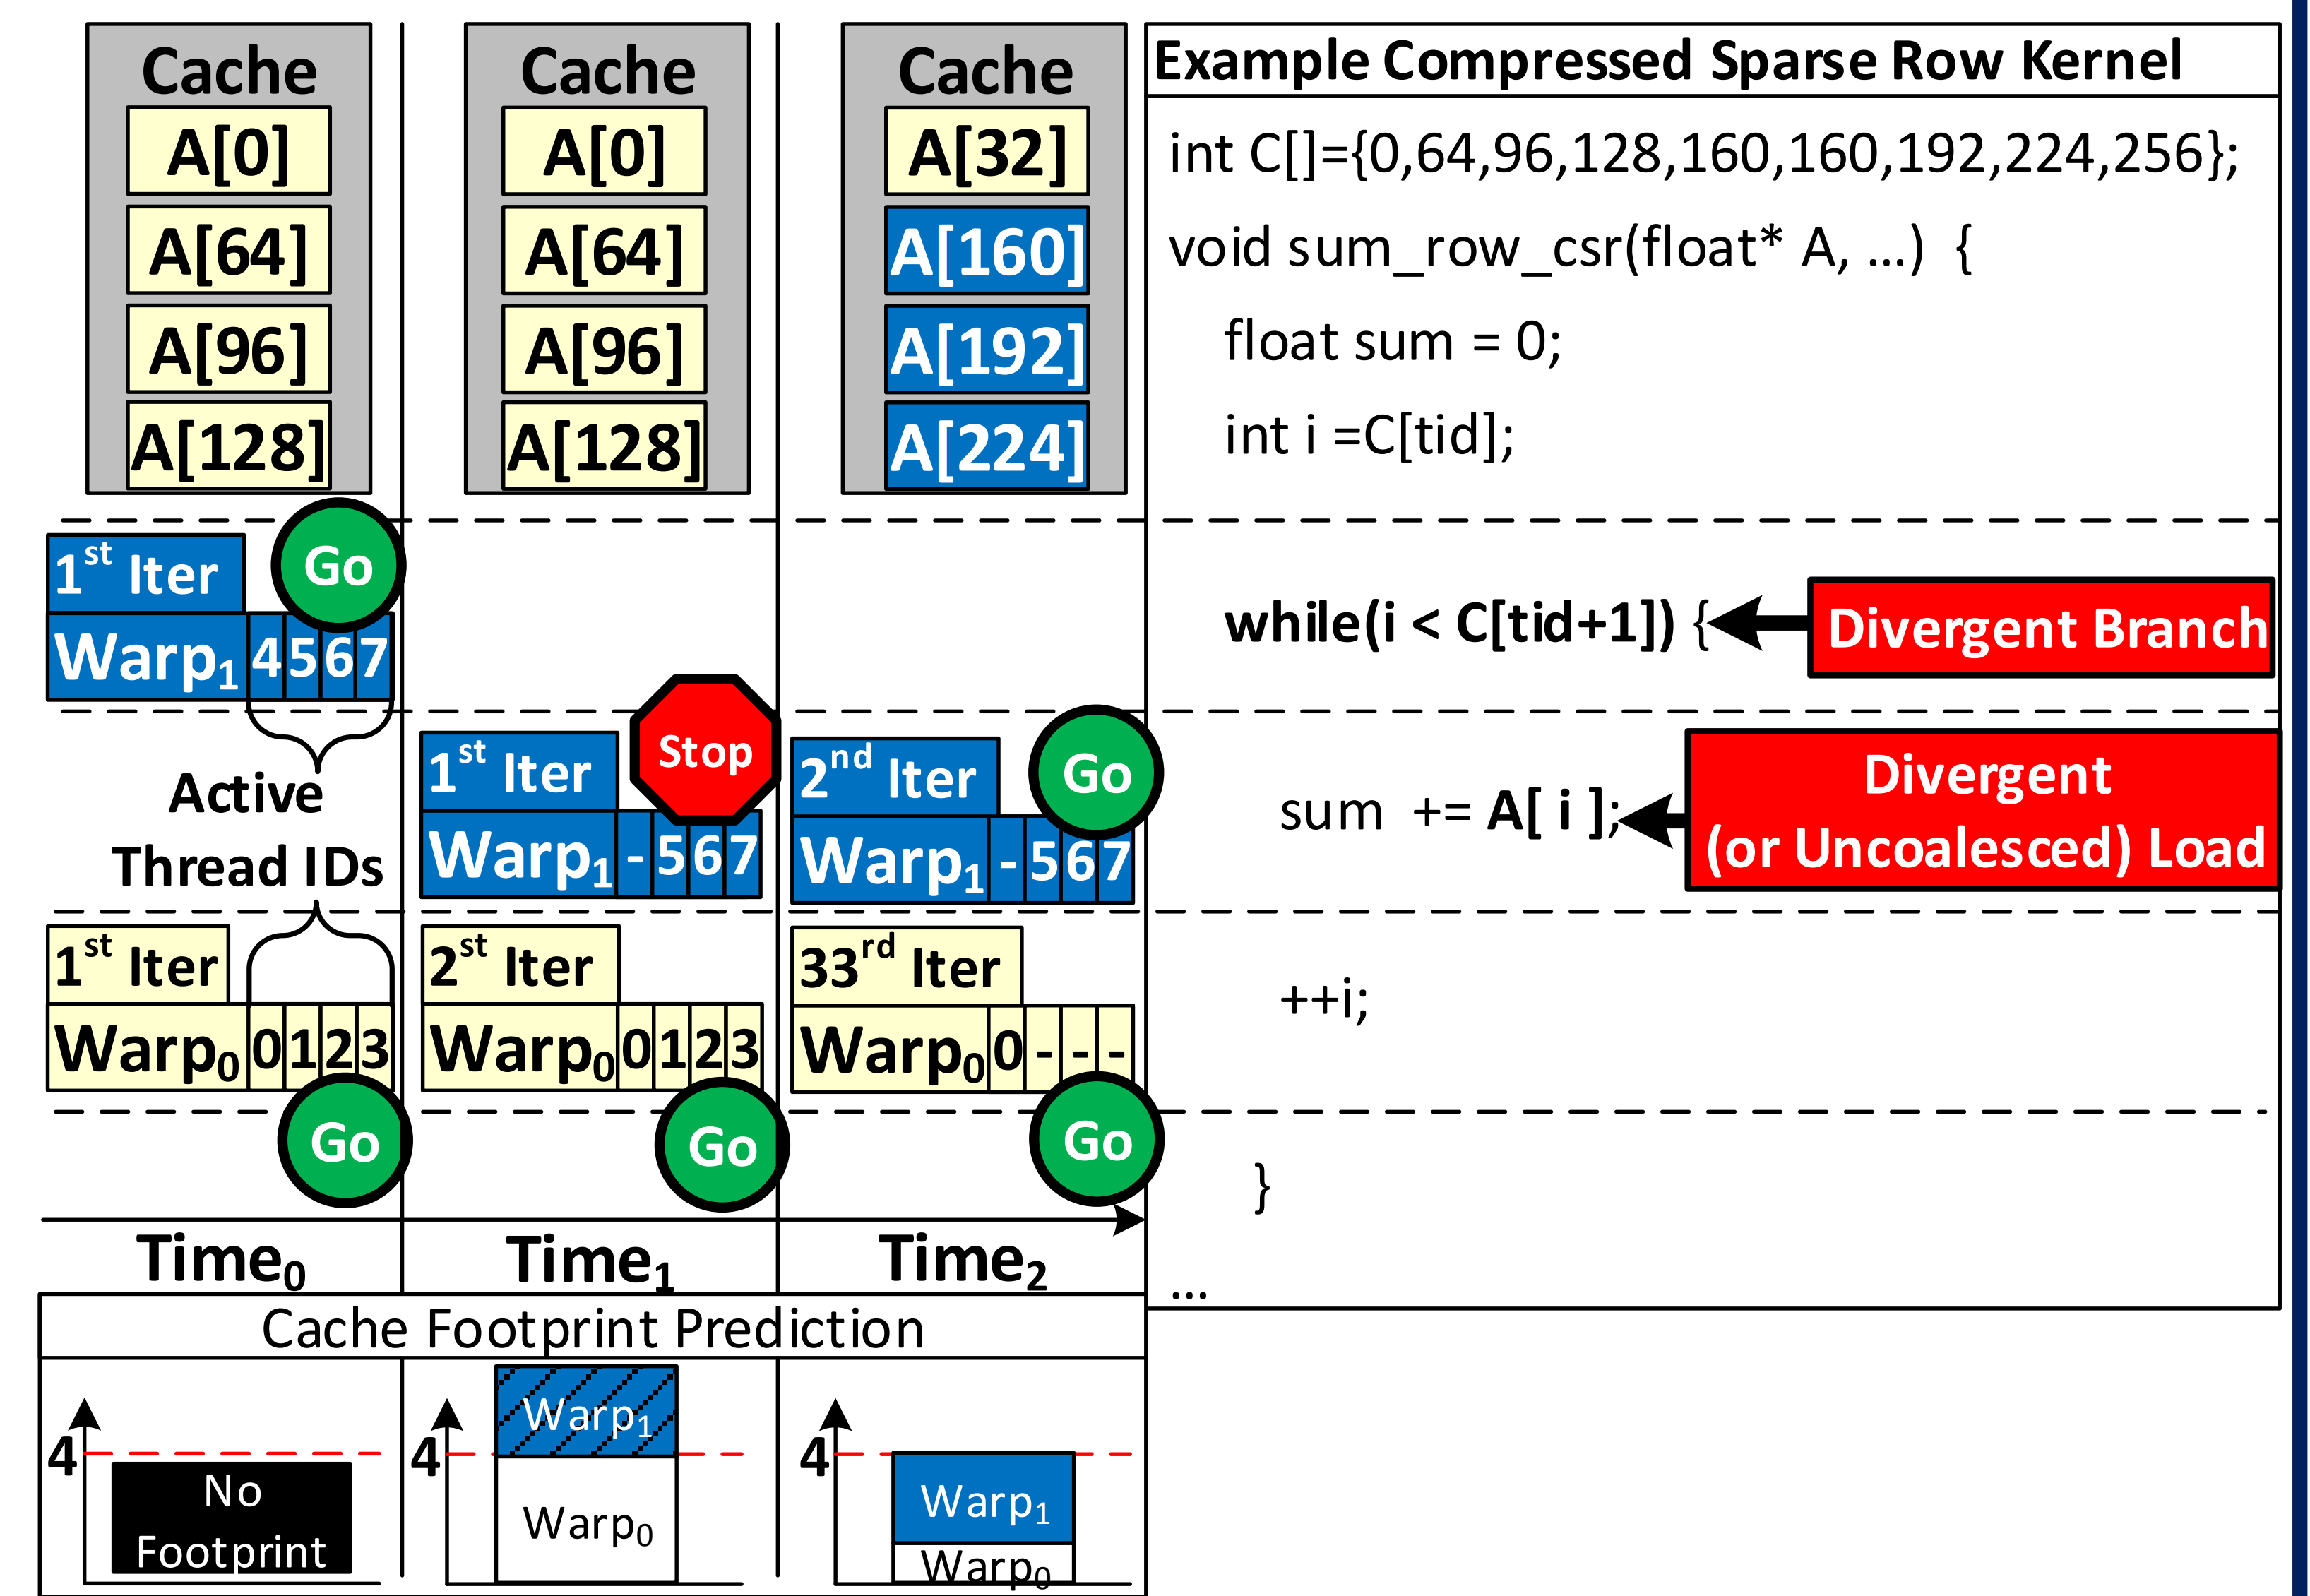 Cache
A[0]
A[64]
A[96]
A[128]
Cache
A[0]
A[64]
A[96]
A[128]
Cache
A[32]
A[160]
A[192]
A[224]
Example Compressed Sparse Row Kernel
int C[]={0,64,96,128,160,160,192,224,256};
void sum_row_csr(float* A, ...) {
float sum = 0;
int i =C[tid];
while(i < C[tid+1]) {
Divergent Branch
sum += A[ i ];
Divergent
(or Uncoalesced) Load
++i;
}
...
1st Iter
Go
Warp1 4 5 6 7
Active
Thread IDs
1st Iter
Warp0 0 1 2 3
Go
1st Iter
Stop
Warp1 - 5 6 7
2st Iter
Warp0 0 1 2 3
Go
2nd Iter
Go
Warp1 - 5 6 7
33rd Iter
Warp0 0 - - -
Go
Time0
Time1
Time2
Cache Footprint Prediction
4
No
Footprint
4
Warp1
Warp0
4
Warp1
Warp0